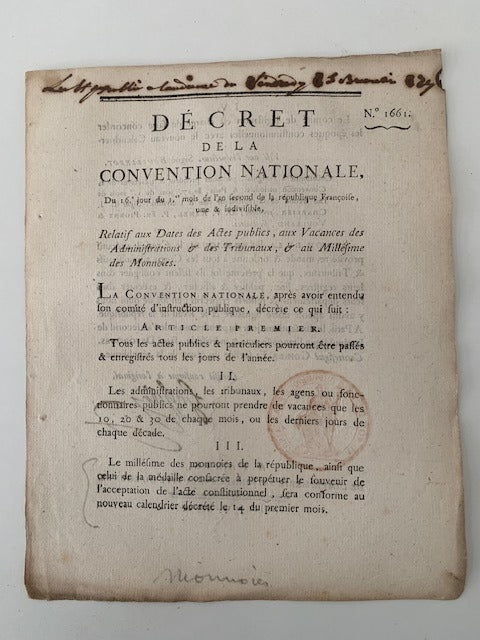 DÉCRET
N.º 1661.
DE LA
CONVENTION NATIONALE,
Du 16.e jour du 1.er mois de l'an second de la république Françoise,
une & indivisible,
Relatif aux Dates des Actes publics, aux Vacances des
Administrations & des Tribunaux, & au Millésime
des Monnoies.
LA CONVENTION NATIONALE, après avoir entendu
son comité d'instruction publique, décrète ce qui suit :
ARTICLE PREMIER.
Tous les actes publics & particuliers pourront être passés
& enregistrés tous les jours de l'année.
II.
Les administrations, les tribunaux, les agens ou fonc-
tionnaires publics ne pourront prendre de vacances que les
10, 20 & 30 de chaque mois, ou les derniers jours de
chaque décade.
III.
Le millésime des monnoies de la république, ainsi que
celui de la médaille consacrée à perpétuer le souvenir de
l'acceptation de l'acte constitutionnel, sera conforme au
nouveau calendrier décrété le 14 du premier mois.
Monnoies